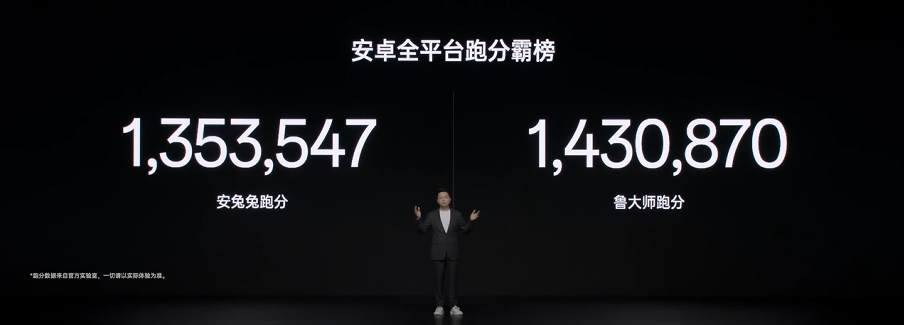 安卓全平台跑分霸榜
1,353,547
安兔兔跑分
1,430,870
鲁大师跑分
*跑分数据来自官方实验室，一切请以实际体验为准。